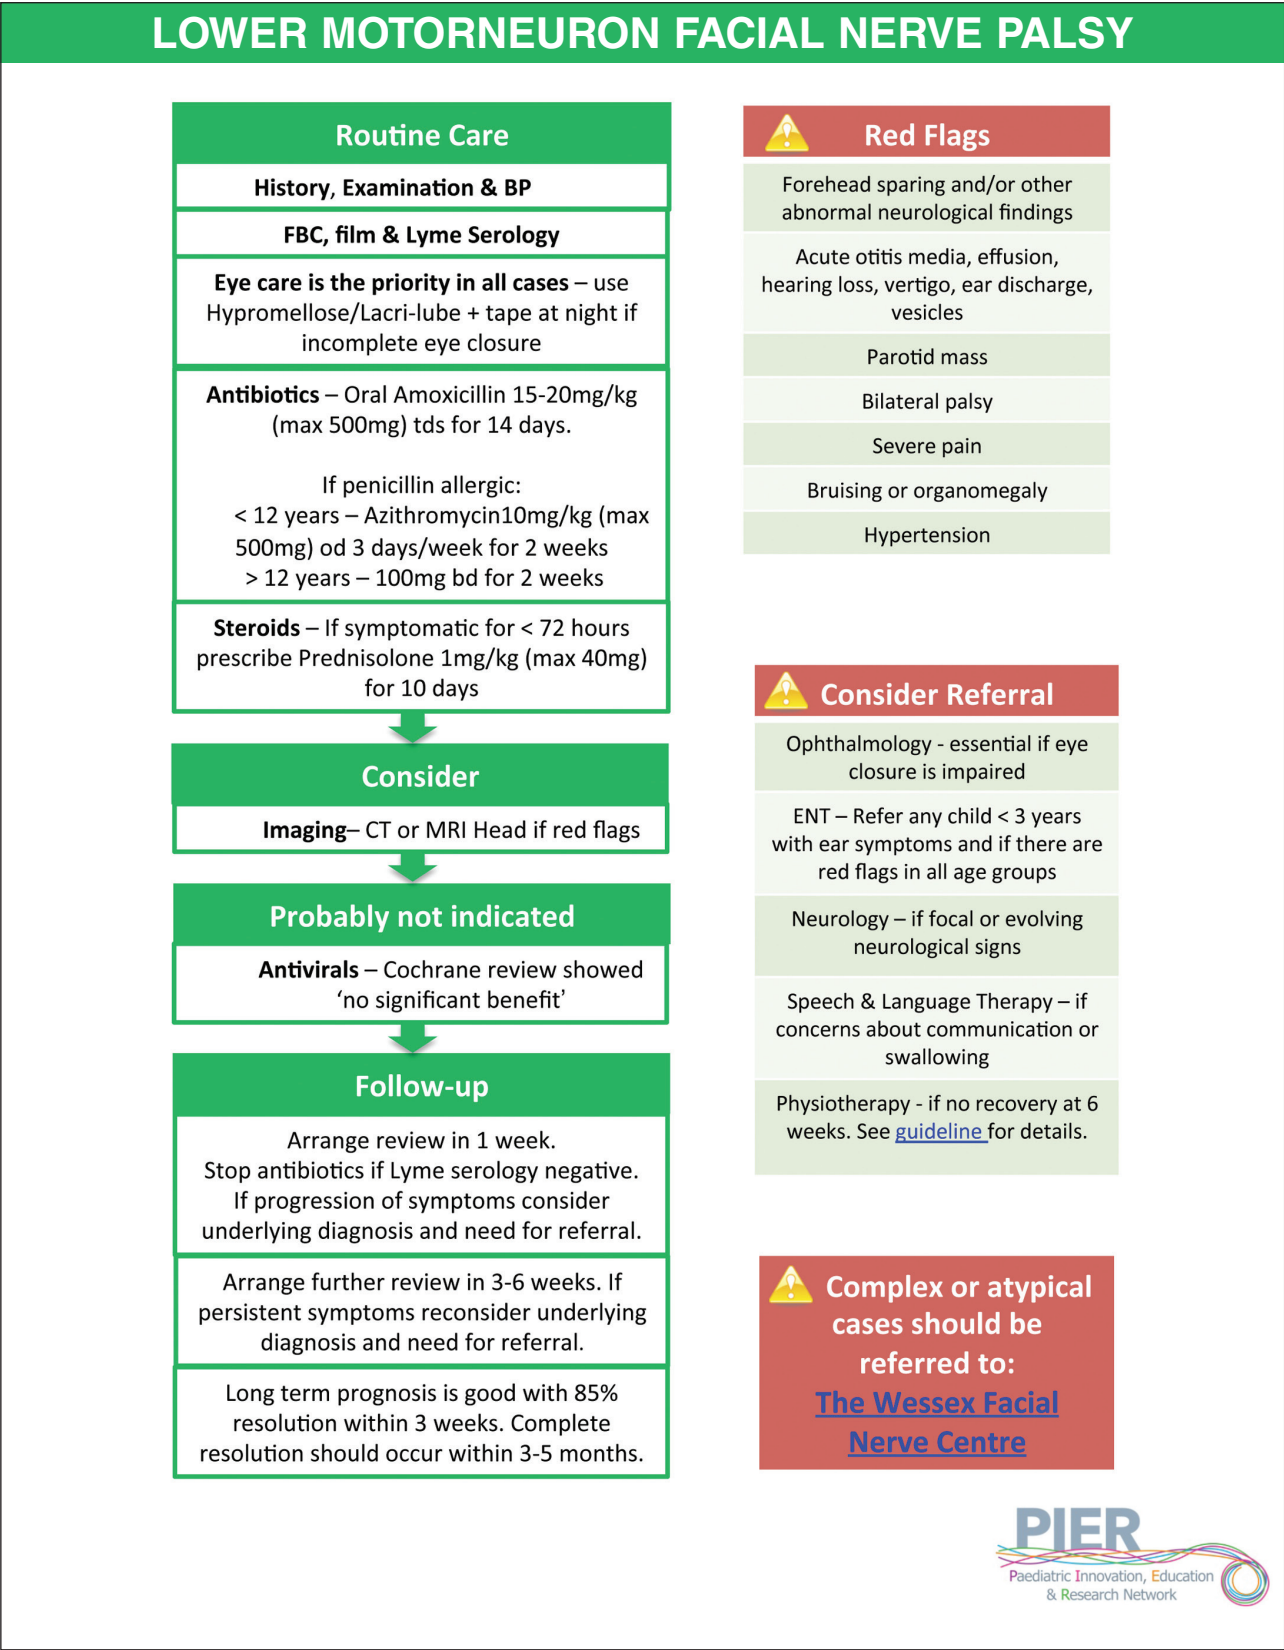 LOWER MOTORNEURON FACIAL NERVE PALSY
Routine Care
History, Examination & BP
FBC, film & Lyme Serology
Eye care is the priority in all cases – use
Hypromellose/Lacri-lube + tape at night if
incomplete eye closure
Antibiotics – Oral Amoxicillin 15-20mg/kg
(max 500mg) tds for 14 days.
If penicillin allergic:
< 12 years – Azithromycin10mg/kg (max
500mg) od 3 days/week for 2 weeks
> 12 years – 100mg bd for 2 weeks
Steroids – If symptomatic for < 72 hours
prescribe Prednisolone 1mg/kg (max 40mg)
for 10 days
Consider
Imaging– CT or MRI Head if red flags
Probably not indicated
Antivirals – Cochrane review showed
‘no significant benefit’
Follow-up
Arrange review in 1 week.
Stop antibiotics if Lyme serology negative.
If progression of symptoms consider
underlying diagnosis and need for referral.
Arrange further review in 3-6 weeks. If
persistent symptoms reconsider underlying
diagnosis and need for referral.
Long term prognosis is good with 85%
resolution within 3 weeks. Complete
resolution should occur within 3-5 months.
Red Flags
Forehead sparing and/or other
abnormal neurological findings
Acute otitis media, effusion,
hearing loss, vertigo, ear discharge,
vesicles
Parotid mass
Bilateral palsy
Severe pain
Bruising or organomegaly
Hypertension
Consider Referral
Ophthalmology - essential if eye
closure is impaired
ENT – Refer any child < 3 years
with ear symptoms and if there are
red flags in all age groups
Neurology – if focal or evolving
neurological signs
Speech & Language Therapy – if
concerns about communication or
swallowing
Physiotherapy - if no recovery at 6
weeks. See guideline for details.
Complex or atypical
cases should be
referred to:
The Wessex Facial
Nerve Centre
PIER
Paediatric Innovation, Education
& Research Network